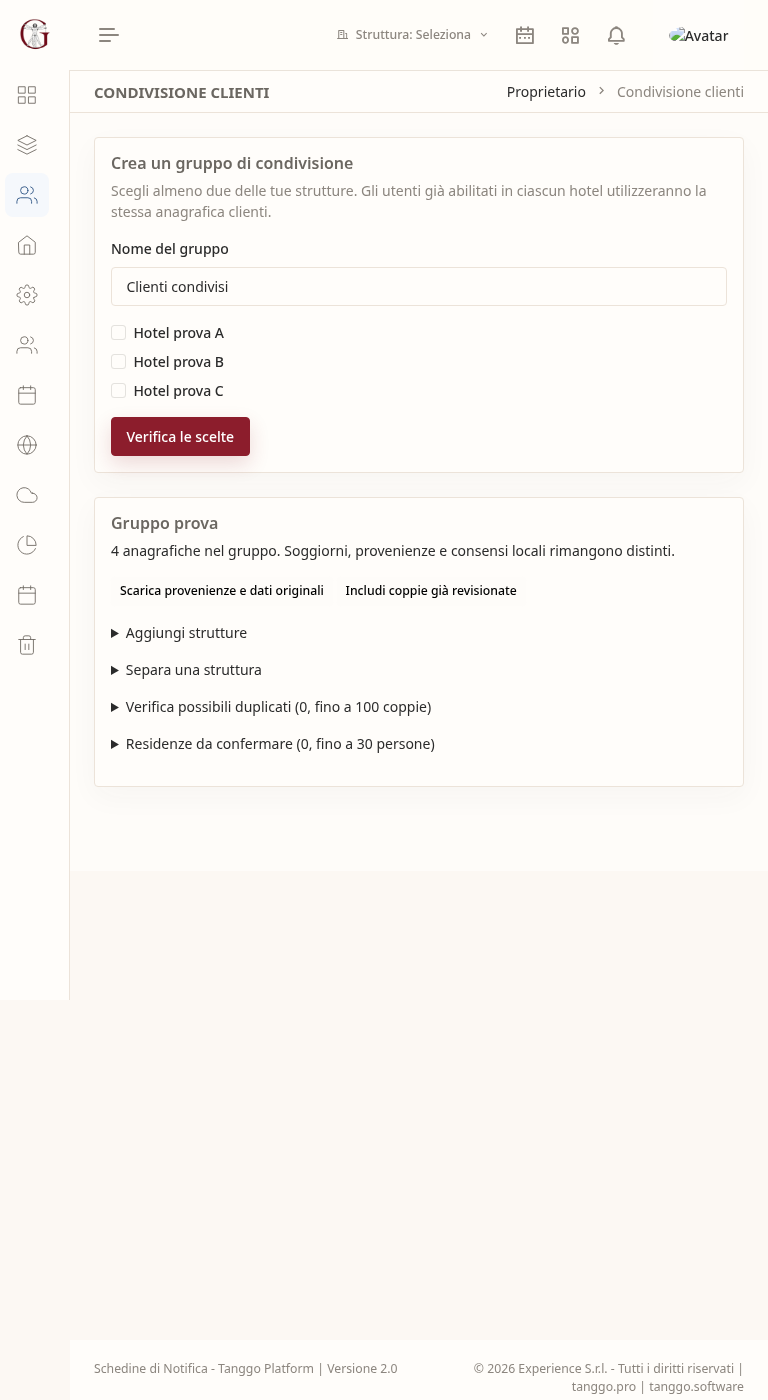 G
Struttura: Seleziona
Avatar
CONDIVISIONE CLIENTI
Proprietario > Condivisione clienti
Crea un gruppo di condivisione
Scegli almeno due delle tue strutture. Gli utenti già abilitati in ciascun hotel utilizzeranno la
stessa anagrafica clienti.
Nome del gruppo
Clienti condivisi
Hotel prova A
Hotel prova B
Hotel prova C
Verifica le scelte
Gruppo prova
4 anagrafiche nel gruppo. Soggiorni, provenienze e consensi locali rimangono distinti.
Scarica provenienze e dati originali
Includi coppie già revisionate
Aggiungi strutture
Separa una struttura
Verifica possibili duplicati (0, fino a 100 coppie)
Residenze da confermare (0, fino a 30 persone)
Schedine di Notifica - Tanggo Platform | Versione 2.0
© 2026 Experience S.r.l. - Tutti i diritti riservati |
tanggo.pro | tanggo.software